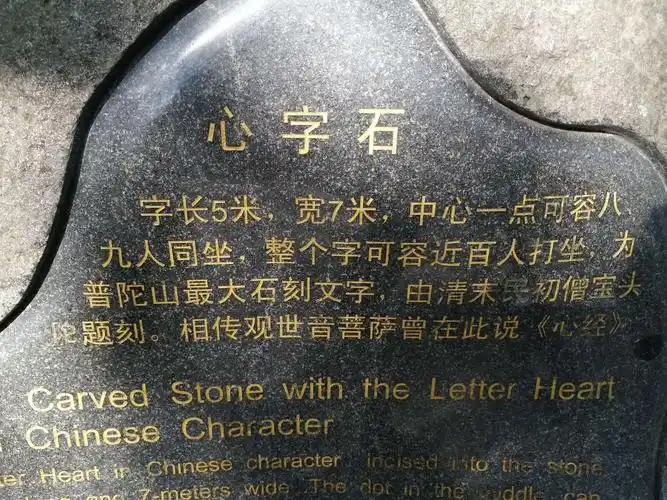 心字石
字长5米，宽7米，中心一点可容八
九人同坐，整个字可容近百人打坐，为
普陀山最大石刻文字，由清末民初僧宝头
陀题刻。相传观世音菩萨曾在此说《心经》
Carved Stone with the Letter Heart
Chinese Character
Heart in Chinese character incised into the stone
7-meters wide. The dot in the